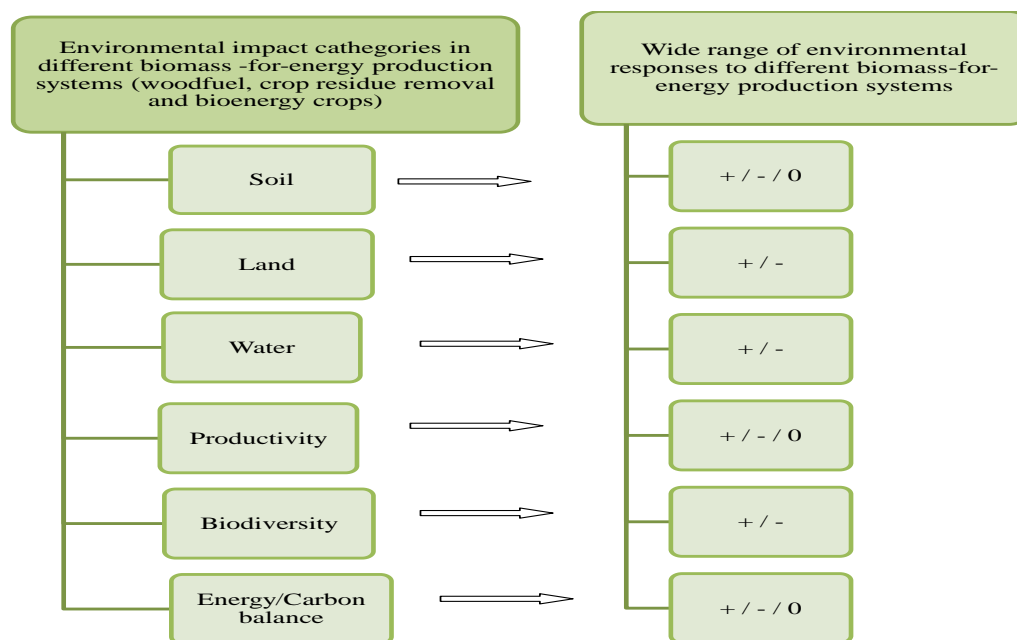 Environmental impact cathegories in
different biomass -for-energy production
systems (woodfuel, crop residue removal
and bioenergy crops)
Wide range of environmental
responses to different biomass-for-
energy production systems
Soil
+ / - / 0
Land
+ / -
Water
+ / -
Productivity
+ / - / 0
Biodiversity
+ / -
Energy/Carbon
balance
+ / - / 0